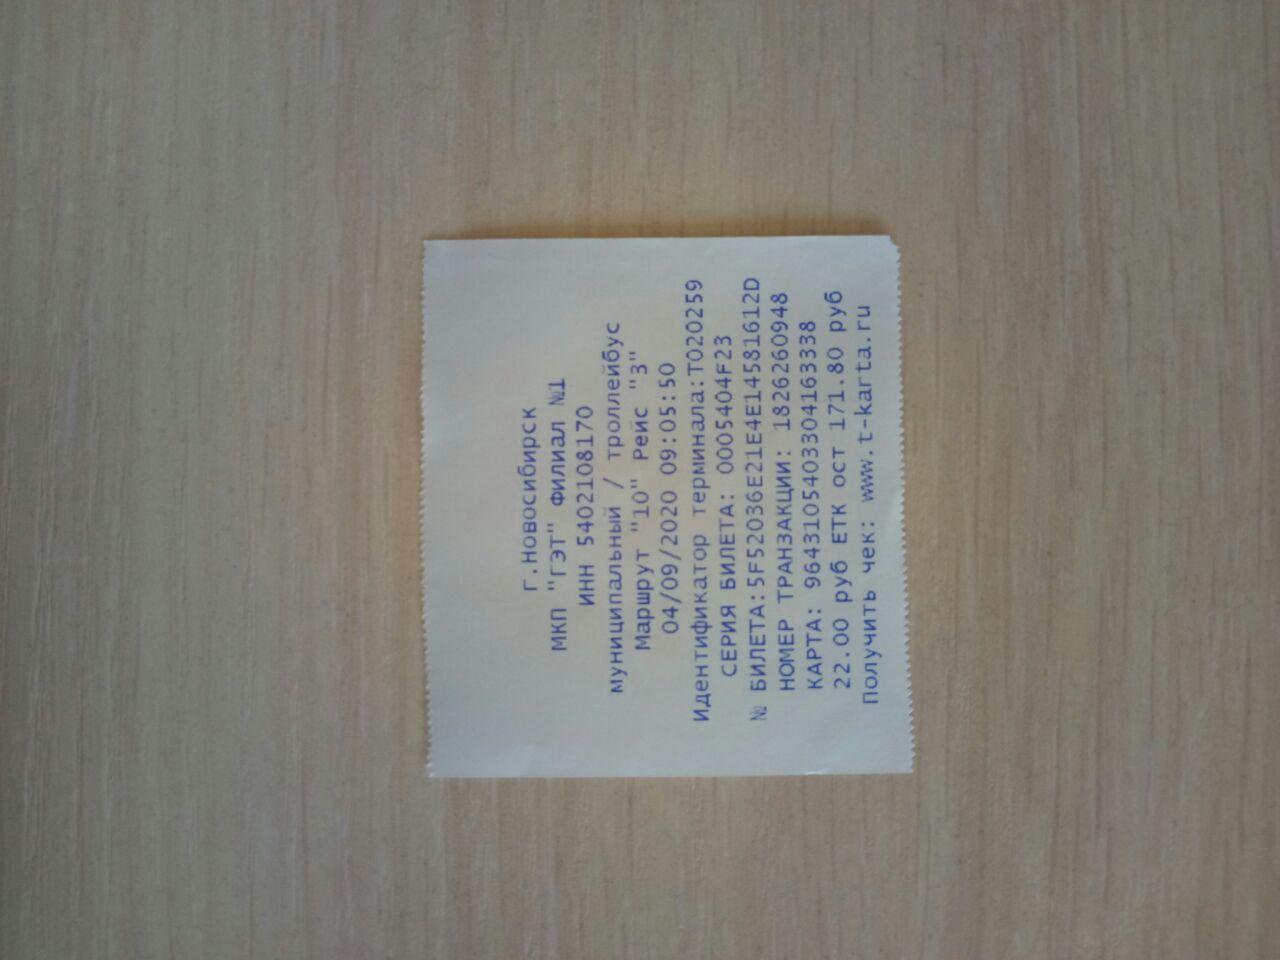 г.Новосибирск
МКП "ГЭТ" Филиал №1
ИНН 5402108170
муниципальный / троллейбус
Маршрут "10" Рейс "3"
04/09/2020 09:05:50
Идентификатор терминала:T020259
СЕРИЯ БИЛЕТА: 0005404F23
№ БИЛЕТА:5F52036E21E4E14581612D
НОМЕР ТРАНЗАКЦИИ: 1826260948
КАРТА: 9643105403304163338
22.00 руб ЕТК ост 171.80 руб
Получить чек: www.t-karta.ru